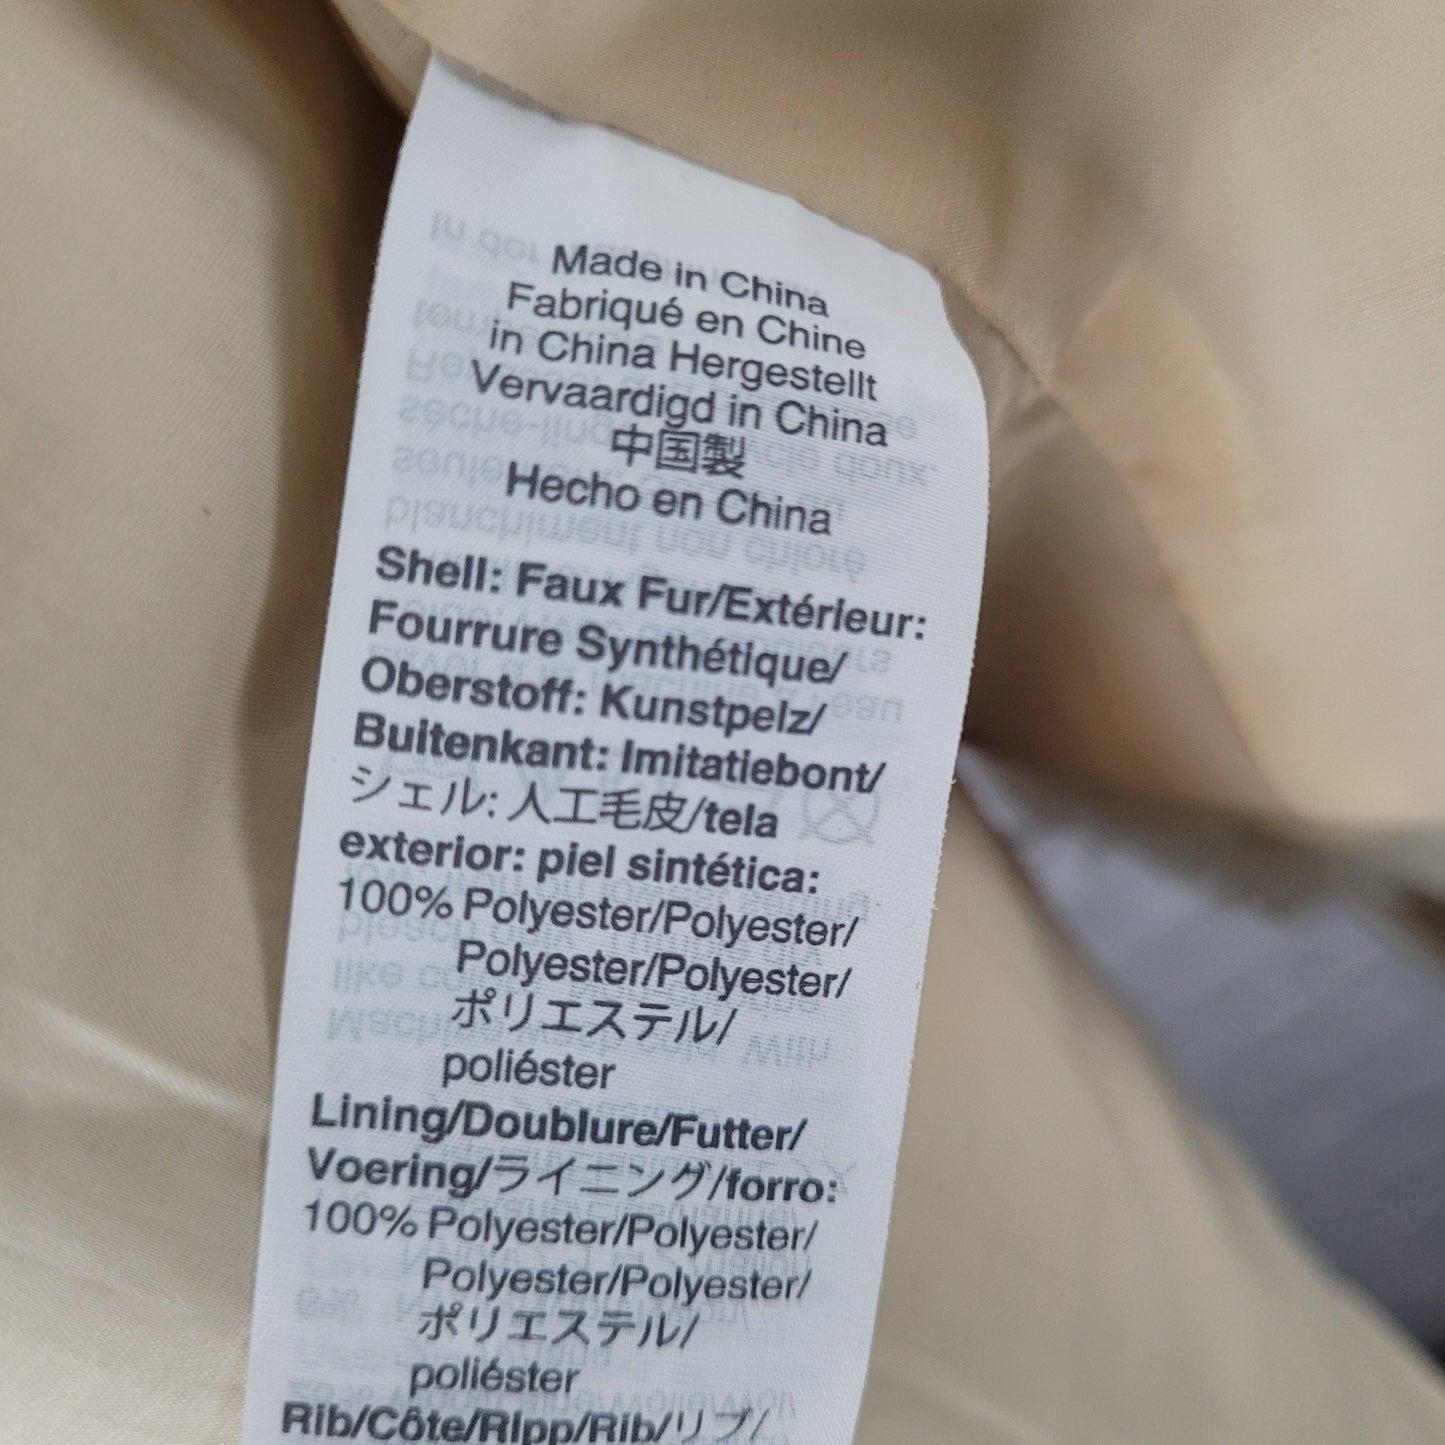 Made in China
Fabriqué en Chine
in China Hergestellt
Vervaardigd in China
中国製
Hecho en China
Shell: Faux Fur/Extérieur:
Fourrure Synthétique/
Oberstoff: Kunstpelz/
Buitenkant: Imitatiebont/
シェル: 人工毛皮/tela
exterior: piel sintética:
100% Polyester/Polyester/
Polyester/Polyester/
ポリエステル/
poliéster
Lining/Doublure/Futter/
Voering/ライニング/forro:
100% Polyester/Polyester/
Polyester/Polyester/
ポリエステル/
poliéster
Rib/Côte/RIpp/Rib/リブ/